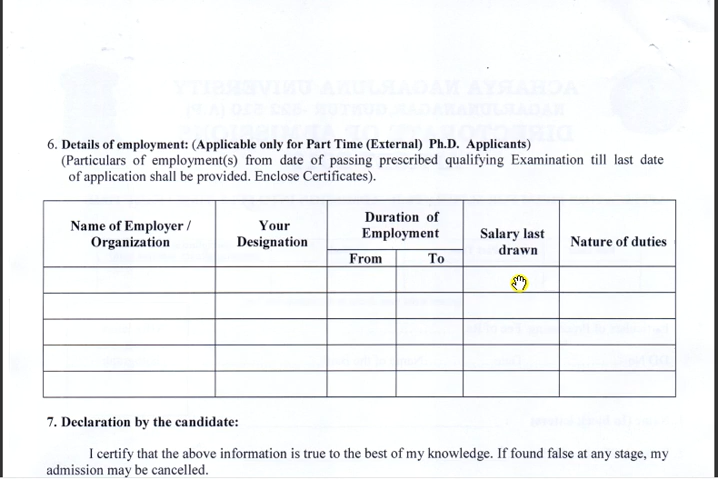 6. Details of employment: (Applicable only for Part Time (External) Ph.D. Applicants)
(Particulars of employment(s) from date of passing prescribed qualifying Examination till last date
of application shall be provided. Enclose Certificates).
Name of Employer /
Organization
Your
Designation
Duration of
Employment
From
To
Salary last
drawn
Nature of duties
7. Declaration by the candidate:
I certify that the above information is true to the best of my knowledge. If found false at any stage, my
admission may be cancelled.